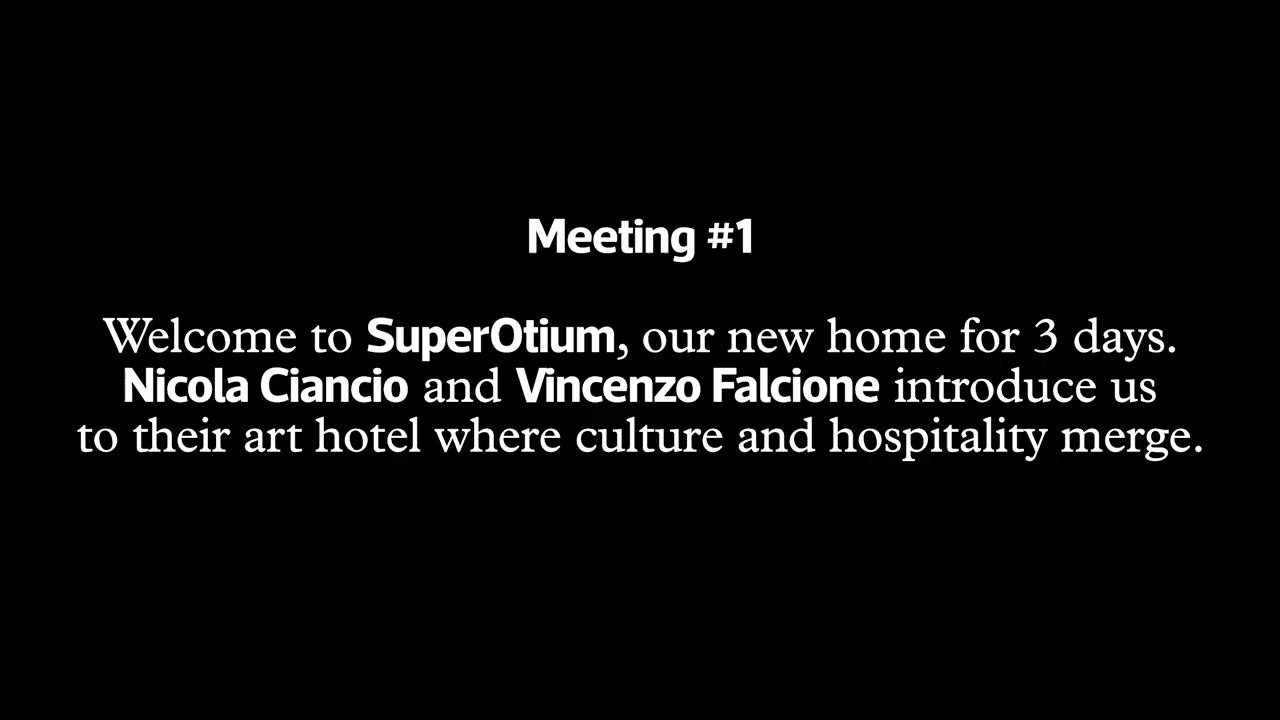 Meeting #1
Welcome to SuperOtium, our new home for 3 days.
Nicola Ciancio and Vincenzo Falcione introduce us
to their art hotel where culture and hospitality merge.